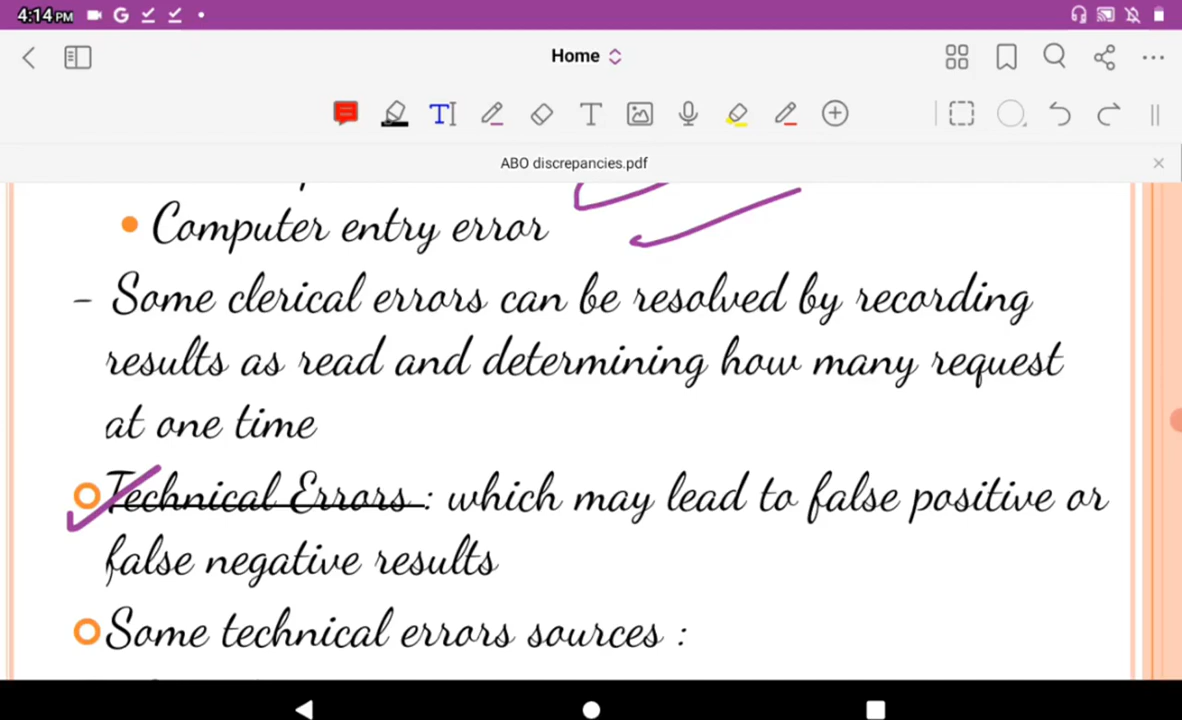 4:14 PM
Home
ABO discrepancies.pdf
Computer entry error
- Some clerical errors can be resolved by recording
results as read and determining how many request
at one time
Technical Errors : which may lead to false positive or
false negative results
Some technical errors sources :